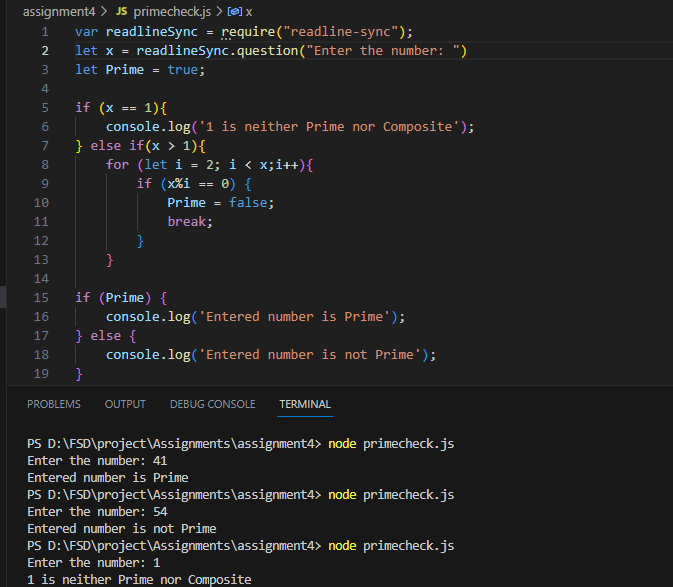 assignment4 > JS primecheck.js > x
1 var readlineSync = require("readline-sync");
2 let x = readlineSync.question("Enter the number: ")
3 let Prime = true;
4
5 if (x == 1){
6     console.log('1 is neither Prime nor Composite');
7 } else if(x > 1){
8     for (let i = 2; i < x;i++){
9         if (x%i == 0) {
10             Prime = false;
11             break;
12         }
13     }
14
15 if (Prime) {
16     console.log('Entered number is Prime');
17 } else {
18     console.log('Entered number is not Prime');
19 }
PROBLEMS OUTPUT DEBUG CONSOLE TERMINAL
PS D:\FSD\project\Assignments\assignment4> node primecheck.js
Enter the number: 41
Entered number is Prime
PS D:\FSD\project\Assignments\assignment4> node primecheck.js
Enter the number: 54
Entered number is not Prime
PS D:\FSD\project\Assignments\assignment4> node primecheck.js
Enter the number: 1
1 is neither Prime nor Composite